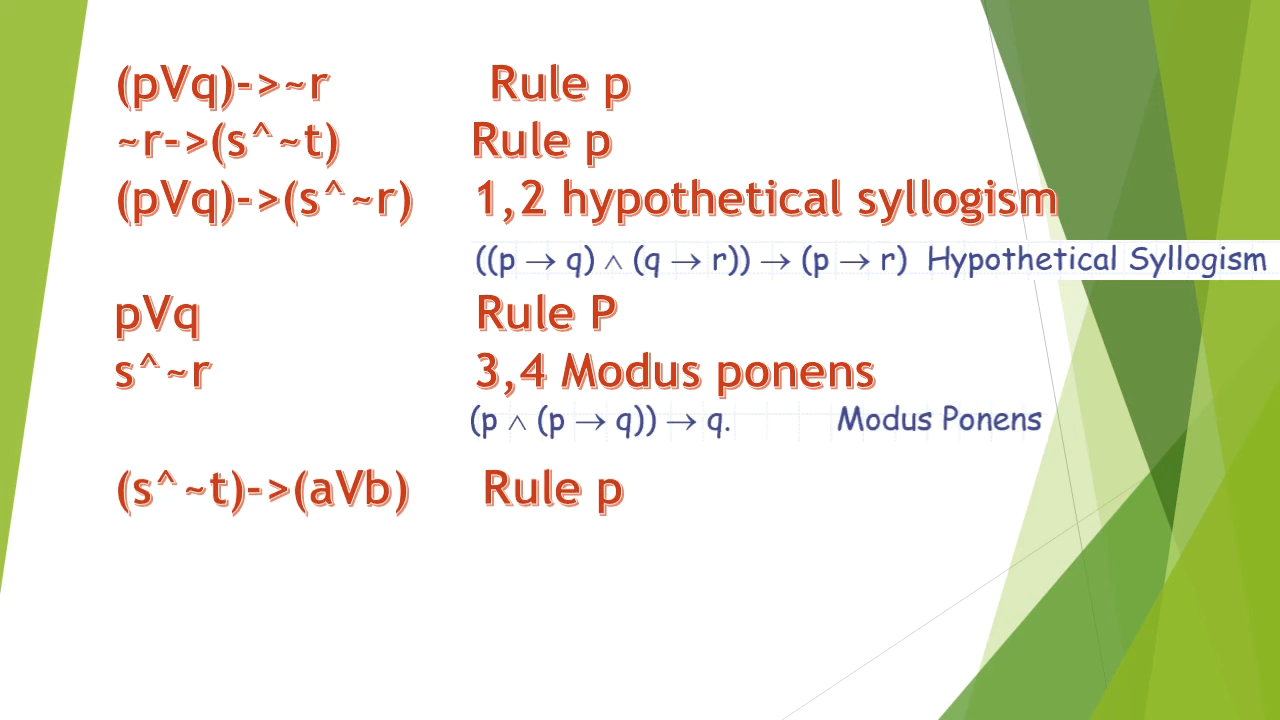 (pVq)->~r Rule p
~r->(s^~t) Rule p
(pVq)->(s^~r) 1,2 hypothetical syllogism
((p → q) ∧ (q → r)) → (p → r) Hypothetical Syllogism
pVq Rule P
s^~r 3,4 Modus ponens
(p ∧ (p → q)) → q. Modus Ponens
(s^~t)->(aVb) Rule p